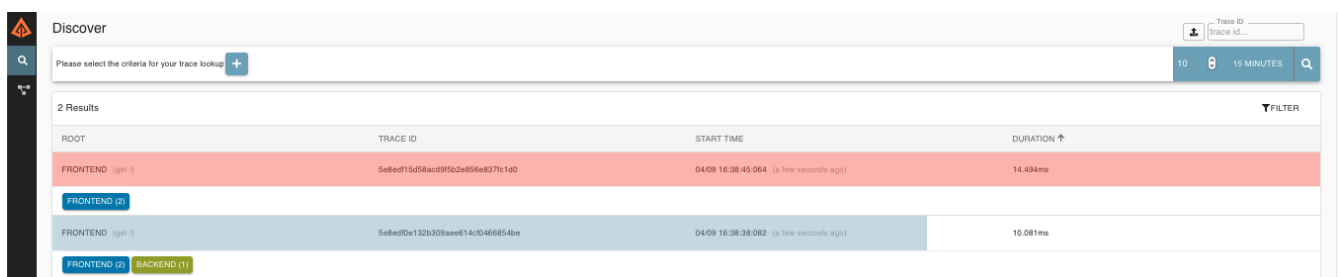 Discover
Trace ID
trace id...
Please select the criteria for your trace lookup
10 15 MINUTES
2 Results
FILTER
ROOT TRACE ID START TIME DURATION
FRONTEND (get /) 5e8edf15d58acd9f5b2e856e837fc1d0 04/09 16:38:45:064 (a few seconds ago) 14.494ms
FRONTEND (2)
FRONTEND (get /) 5e8edf0e132b309aee614cf0466854be 04/09 16:38:38:082 (a few seconds ago) 10.081ms
FRONTEND (2) BACKEND (1)